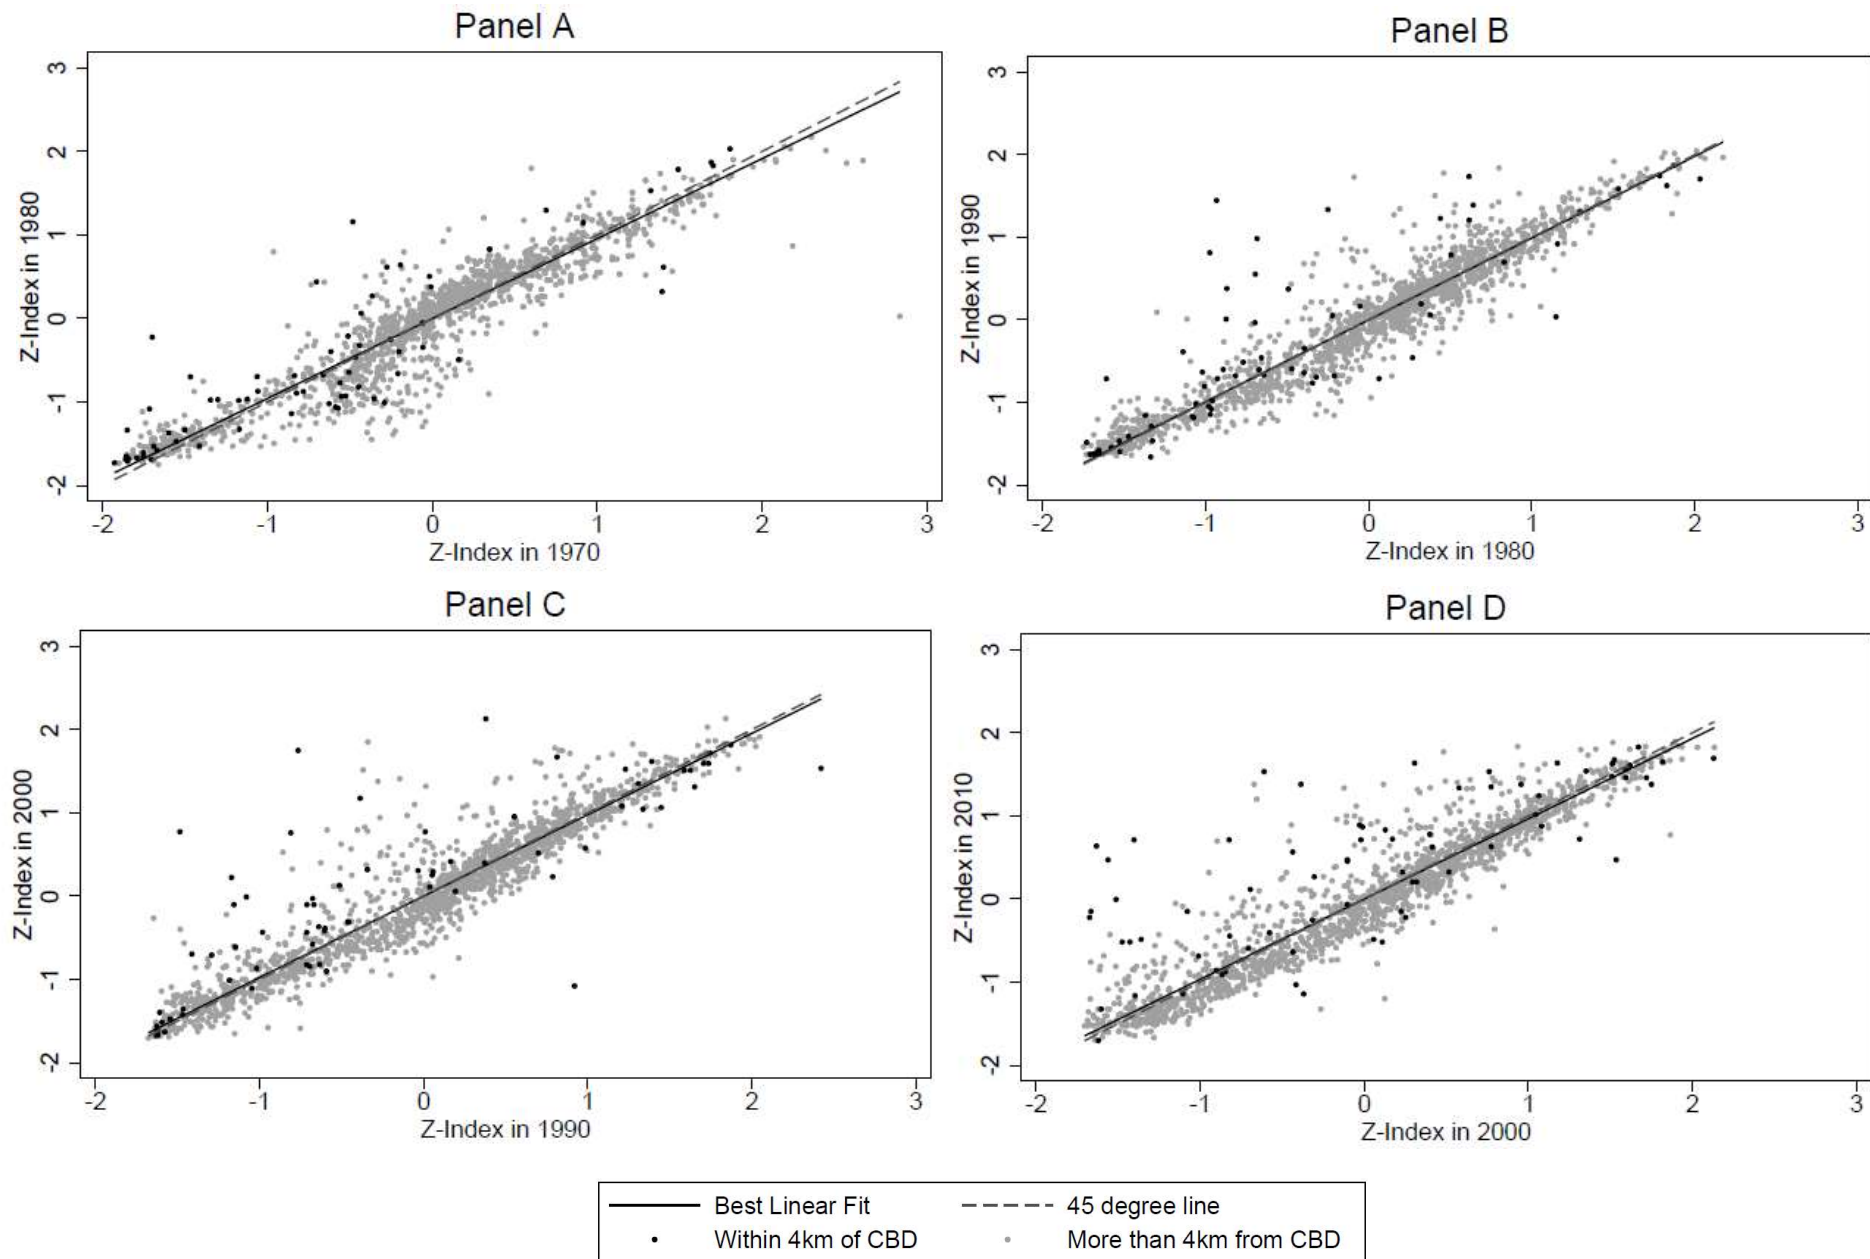 Panel A
3
2
1
0
-1
-2
Z-Index in 1980
-2 -1 0 1 2 3
Z-Index in 1970
Panel B
3
2
1
0
-1
-2
Z-Index in 1990
-2 -1 0 1 2 3
Z-Index in 1980
Panel C
3
2
1
0
-1
-2
Z-Index in 2000
-2 -1 0 1 2 3
Z-Index in 1990
Panel D
3
2
1
0
-1
-2
Z-Index in 2010
-2 -1 0 1 2 3
Z-Index in 2000
Best Linear Fit 45 degree line
Within 4km of CBD More than 4km from CBD